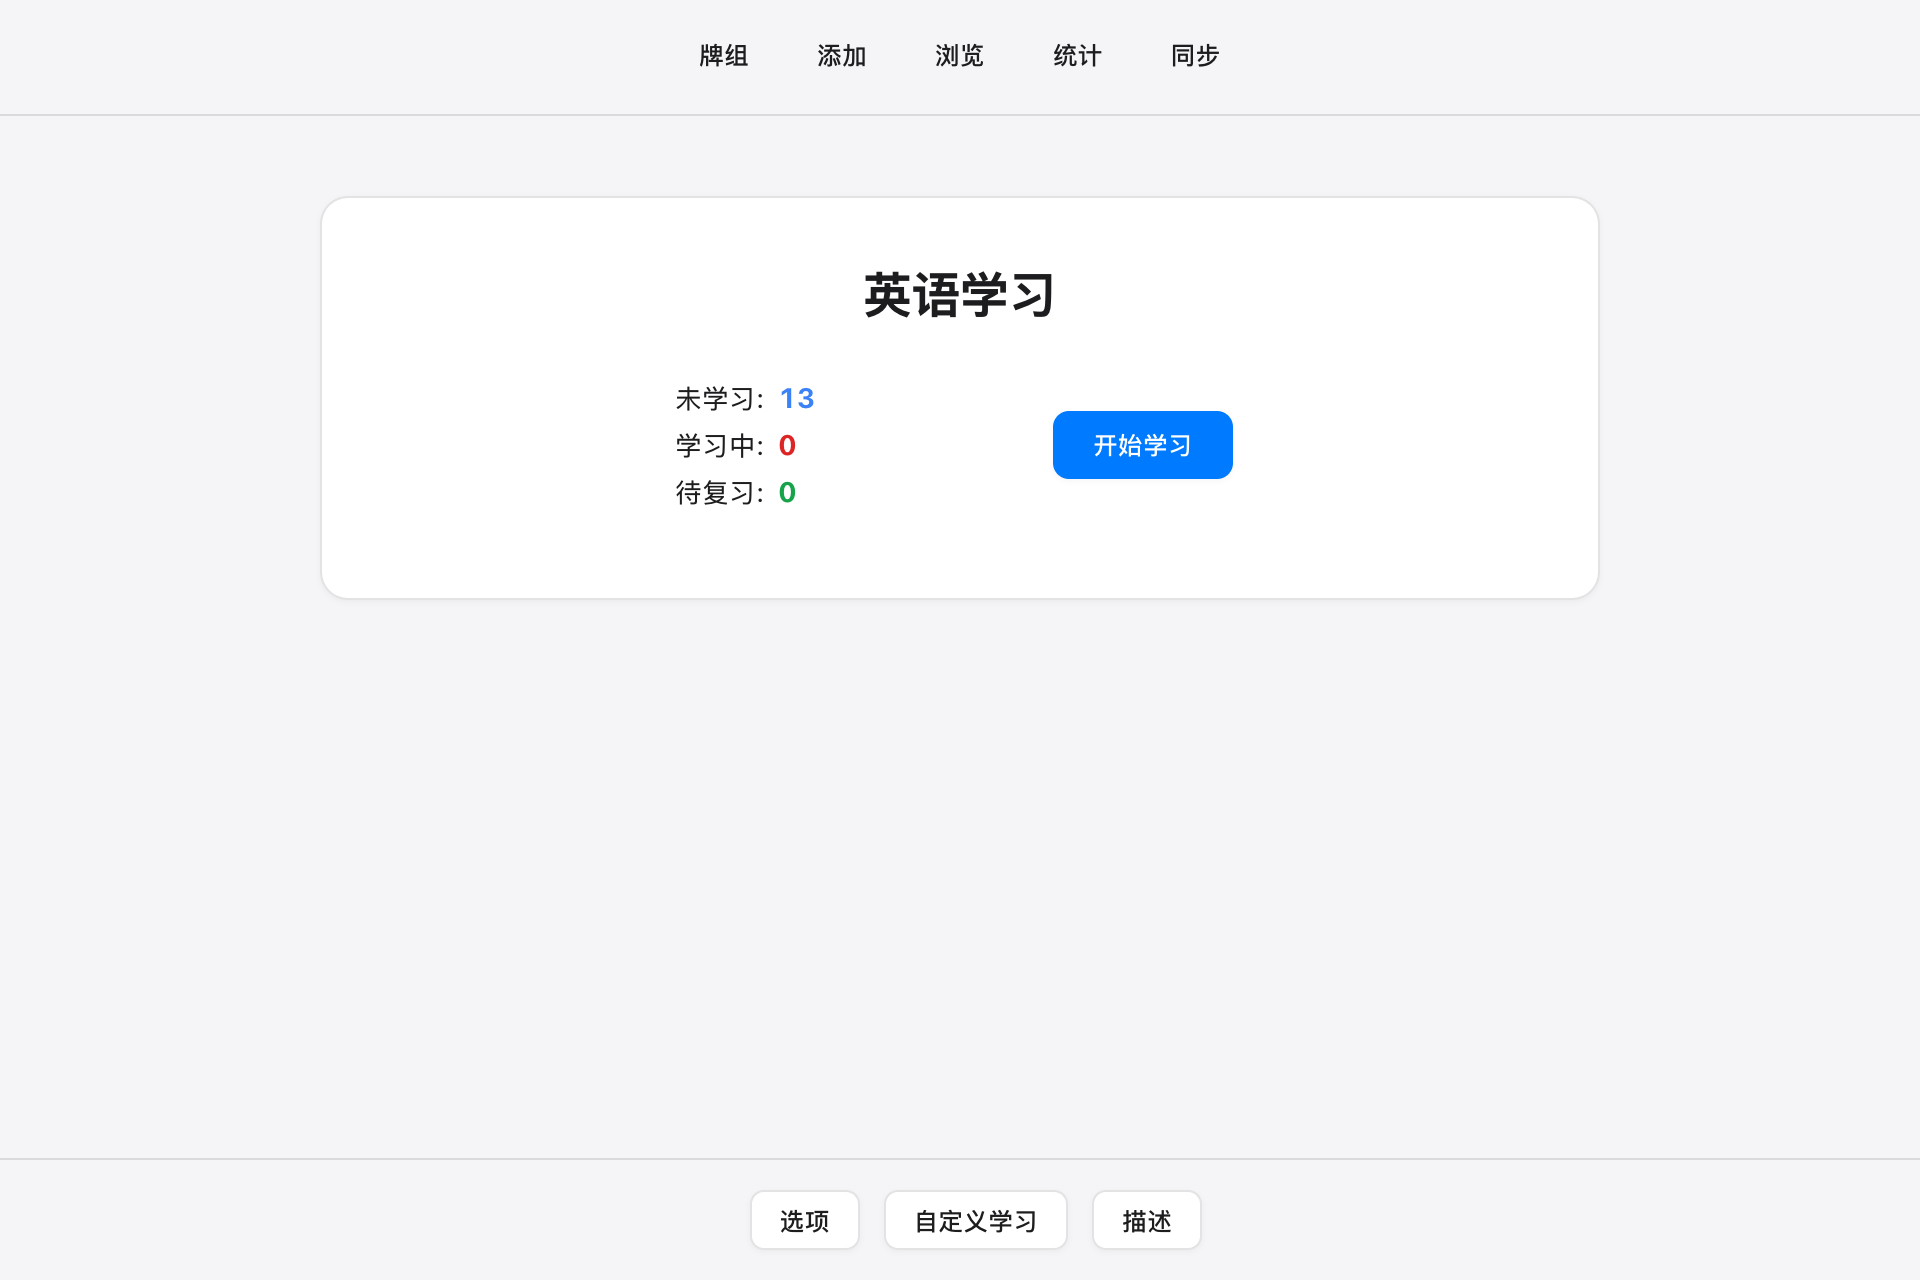 牌组 添加 浏览 统计 同步
英语学习
未学习: 13
学习中: 0
待复习: 0
开始学习
选项 自定义学习 描述